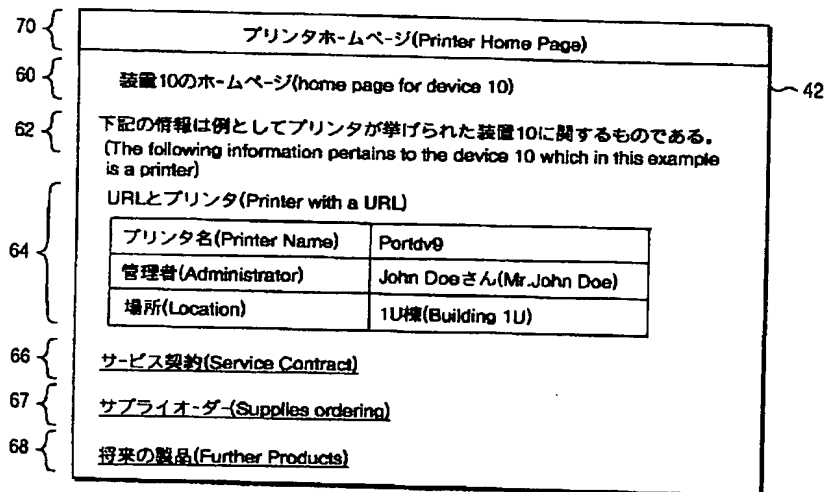 70
プリンタホームページ(Printer Home Page)
60
装置10のホームページ(home page for device 10)
42
62
下記の情報は例としてプリンタが挙げられた装置10に関するものである。
(The following information pertains to the device 10 which in this example
is a printer)
64
URLとプリンタ(Printer with a URL)
プリンタ名(Printer Name) Portdv9
管理者(Administrator) John Doeさん(Mr.John Doe)
場所(Location) 1U棟(Building 1U)
66
サービス契約(Service Contract)
67
サプライオーダー(Supplies ordering)
68
将来の製品(Further Products)